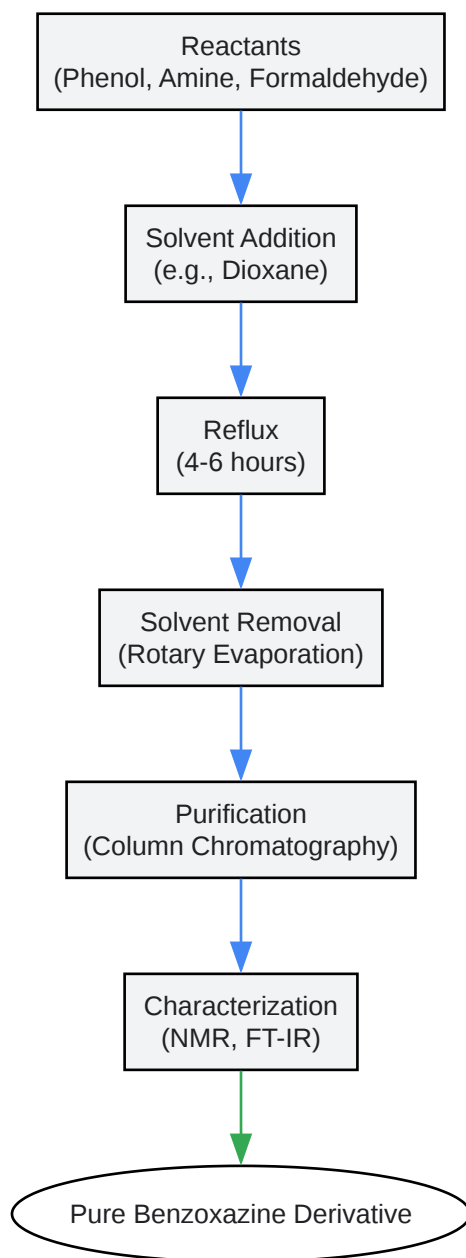 Reactants
(Phenol, Amine, Formaldehyde)
Solvent Addition
(e.g., Dioxane)
Reflux
(4-6 hours)
Solvent Removal
(Rotary Evaporation)
Purification
(Column Chromatography)
Characterization
(NMR, FT-IR)
Pure Benzoxazine Derivative